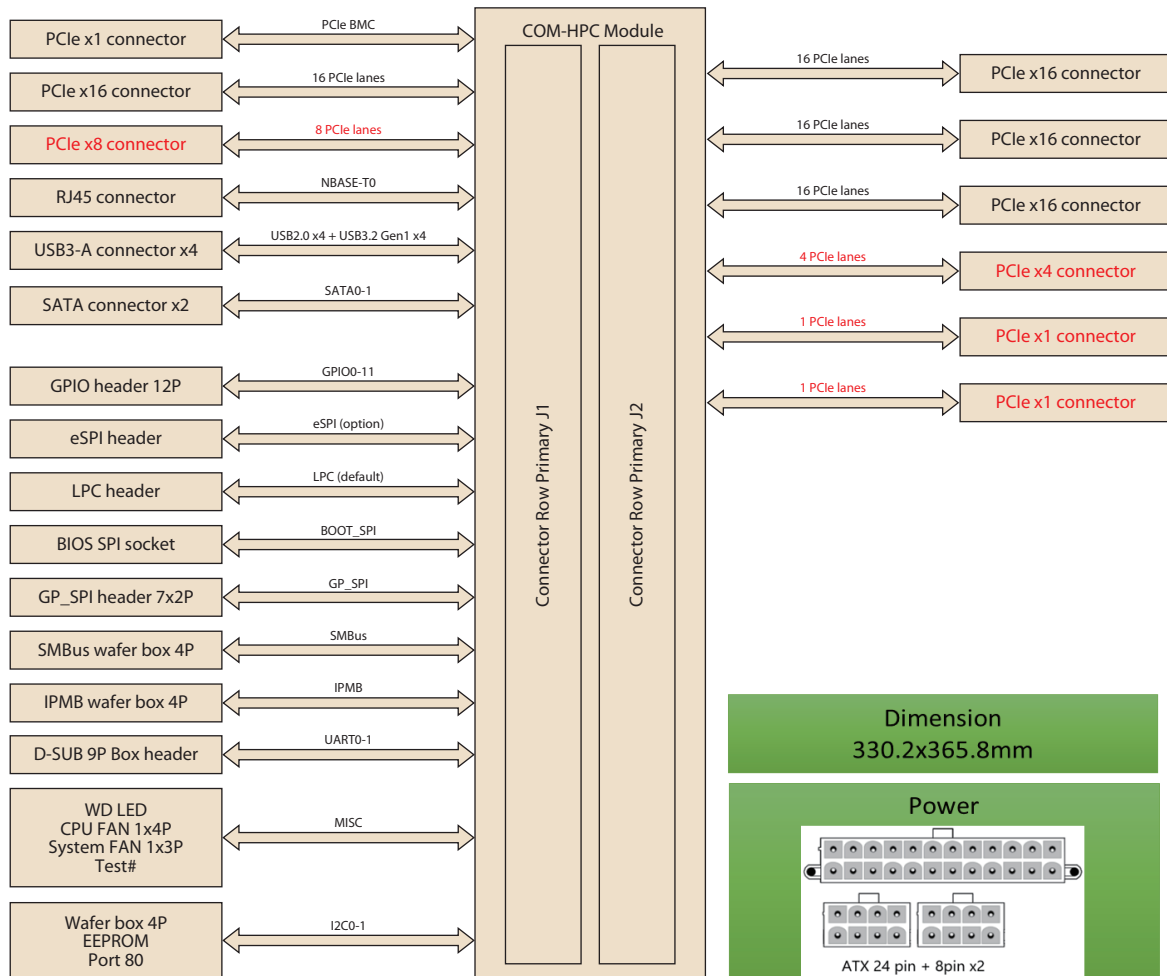 COM-HPC Module
Connector Row Primary J1
Connector Row Primary J2
PCIe x1 connector
PCIe BMC
PCIe x16 connector
16 PCIe lanes
PCIe x8 connector
8 PCIe lanes
RJ45 connector
NBASE-T0
USB3-A connector x4
USB2.0 x4 + USB3.2 Gen1 x4
SATA connector x2
SATA0-1
GPIO header 12P
GPIO0-11
eSPI header
eSPI (option)
LPC header
LPC (default)
BIOS SPI socket
BOOT_SPI
GP_SPI header 7x2P
GP_SPI
SMBus wafer box 4P
SMBus
IPMB wafer box 4P
IPMB
D-SUB 9P Box header
UART0-1
WD LED
CPU FAN 1x4P
System FAN 1x3P
Test#
MISC
Wafer box 4P
EEPROM
Port 80
I2C0-1
16 PCIe lanes
PCIe x16 connector
16 PCIe lanes
PCIe x16 connector
16 PCIe lanes
PCIe x16 connector
4 PCIe lanes
PCIe x4 connector
1 PCIe lanes
PCIe x1 connector
1 PCIe lanes
PCIe x1 connector
Dimension
330.2x365.8mm
Power
ATX 24 pin + 8pin x2